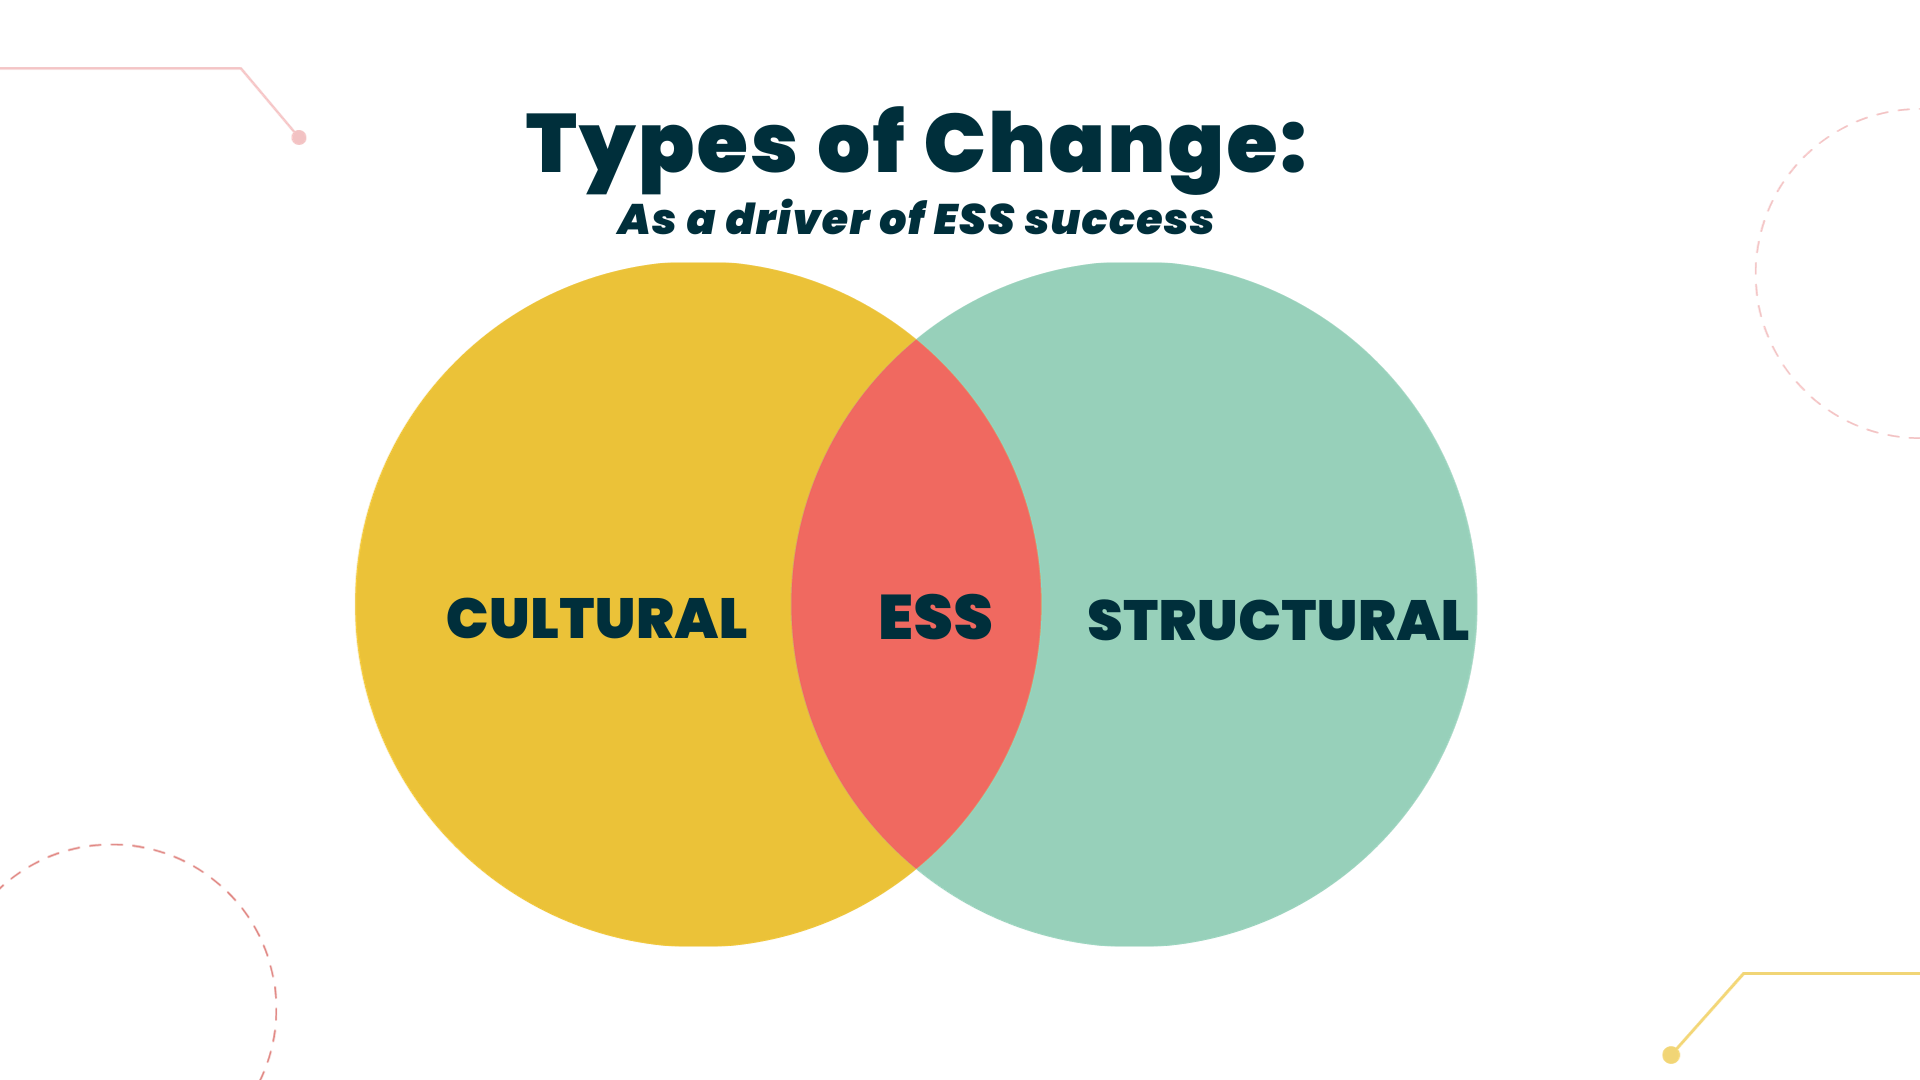 Types of Change:
As a driver of ESS success
CULTURAL
ESS
STRUCTURAL